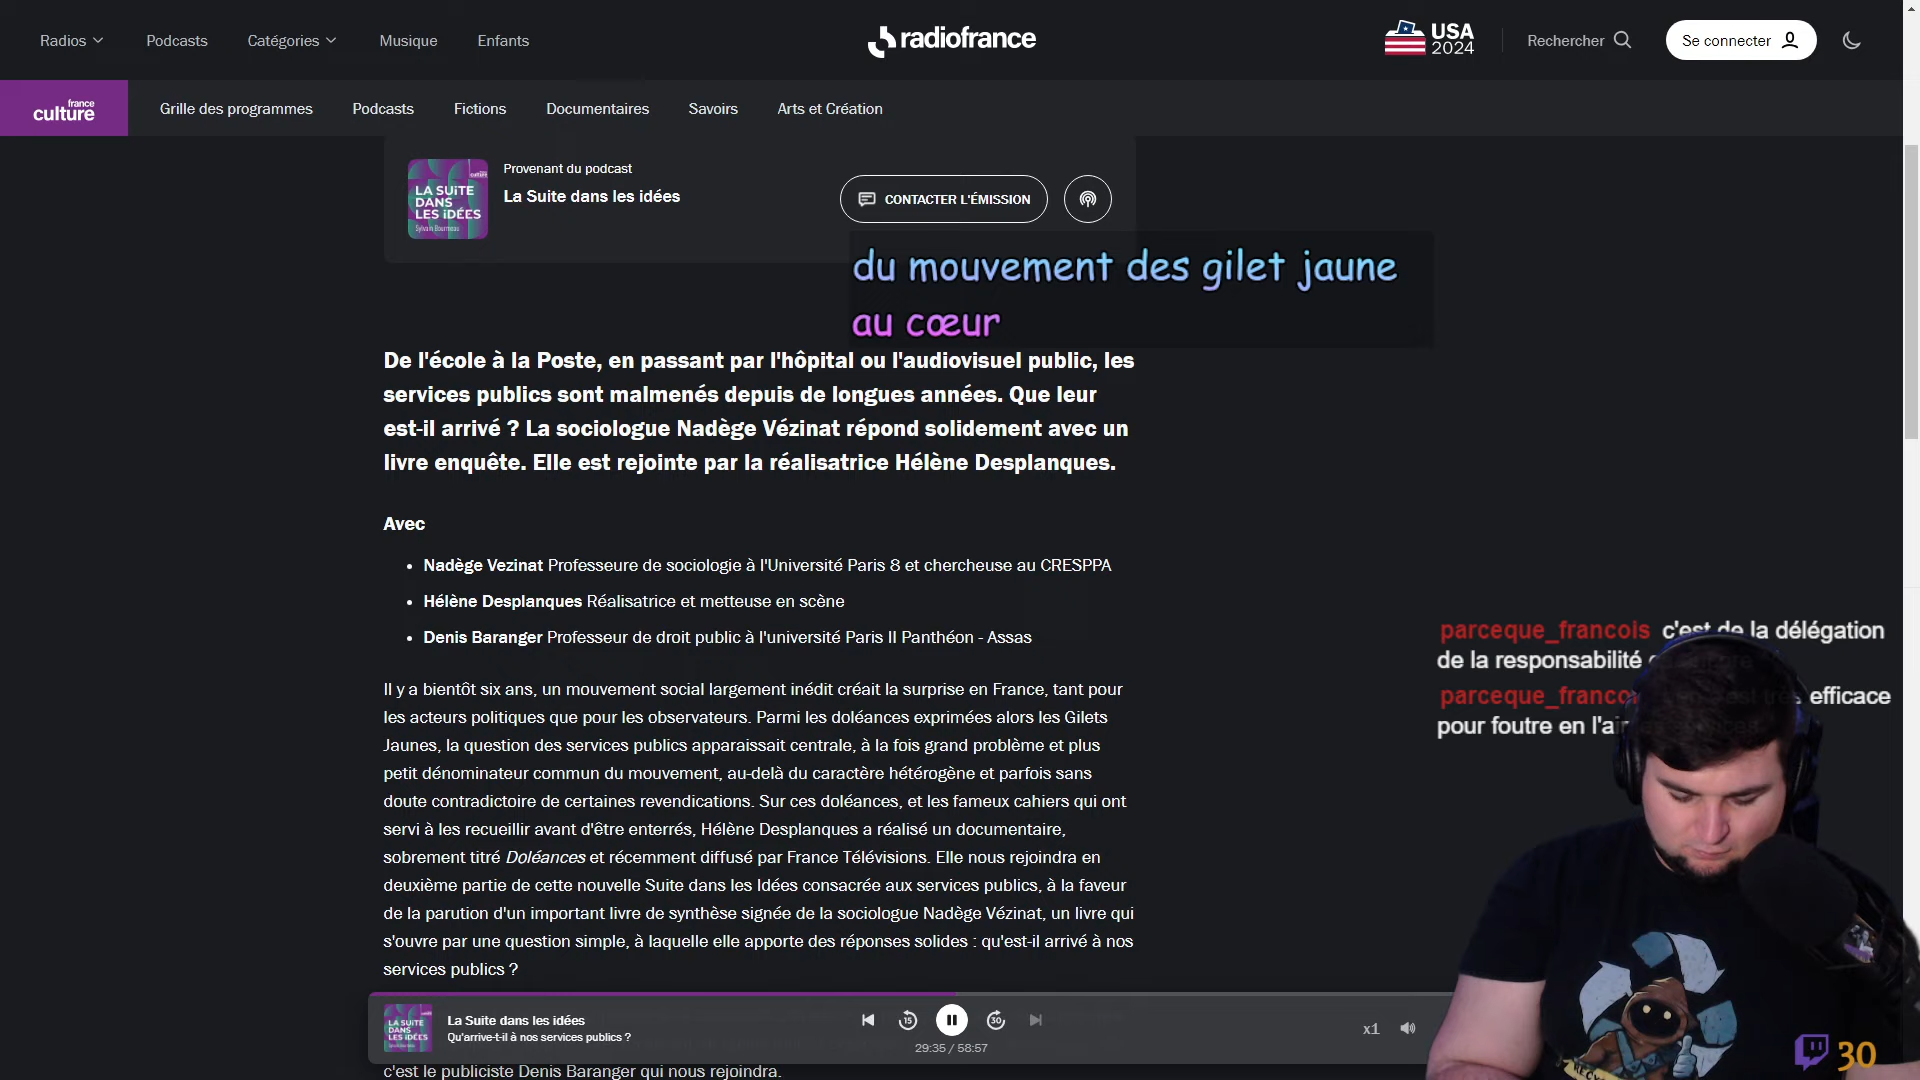 Radios
Podcasts
Catégories
Musique
Enfants
radiofrance
USA
2024
Rechercher
Se connecter
france
culture
Grille des programmes
Podcasts
Fictions
Documentaires
Savoirs
Arts et Création
culture
LA SUiTE
DANS
LES iDÉES
Sylvain Bourmeau
Provenant du podcast
La Suite dans les idées
CONTACTER L'ÉMISSION
du mouvement des gilet jaune
au cœur
De l'école à la Poste, en passant par l'hôpital ou l'audiovisuel public, les
services publics sont malmenés depuis de longues années. Que leur
est-il arrivé ? La sociologue Nadège Vézinat répond solidement avec un
livre enquête. Elle est rejointe par la réalisatrice Hélène Desplanques.
Avec
• Nadège Vezinat Professeure de sociologie à l'Université Paris 8 et chercheuse au CRESPPA
• Hélène Desplanques Réalisatrice et metteuse en scène
• Denis Baranger Professeur de droit public à l'université Paris II Panthéon - Assas
Il y a bientôt six ans, un mouvement social largement inédit créait la surprise en France, tant pour
les acteurs politiques que pour les observateurs. Parmi les doléances exprimées alors les Gilets
Jaunes, la question des services publics apparaissait centrale, à la fois grand problème et plus
petit dénominateur commun du mouvement, au-delà du caractère hétérogène et parfois sans
doute contradictoire de certaines revendications. Sur ces doléances, et les fameux cahiers qui ont
servi à les recueillir avant d'être enterrés, Hélène Desplanques a réalisé un documentaire,
sobrement titré Doléances et récemment diffusé par France Télévisions. Elle nous rejoindra en
deuxième partie de cette nouvelle Suite dans les Idées consacrée aux services publics, à la faveur
de la parution d'un important livre de synthèse signée de la sociologue Nadège Vézinat, un livre qui
s'ouvre par une question simple, à laquelle elle apporte des réponses solides : qu'est-il arrivé à nos
services publics ?
c'est le publiciste Denis Baranger qui nous rejoindra.
parceque_francois c'est de la délégation
de la responsabilité
efficace
pour foutre en l'air
LA SUiTE
DANS
LES iDÉES
La Suite dans les idées
Qu'arrive-t-il à nos services publics ?
15
30
29:35 / 58:57
x1
30